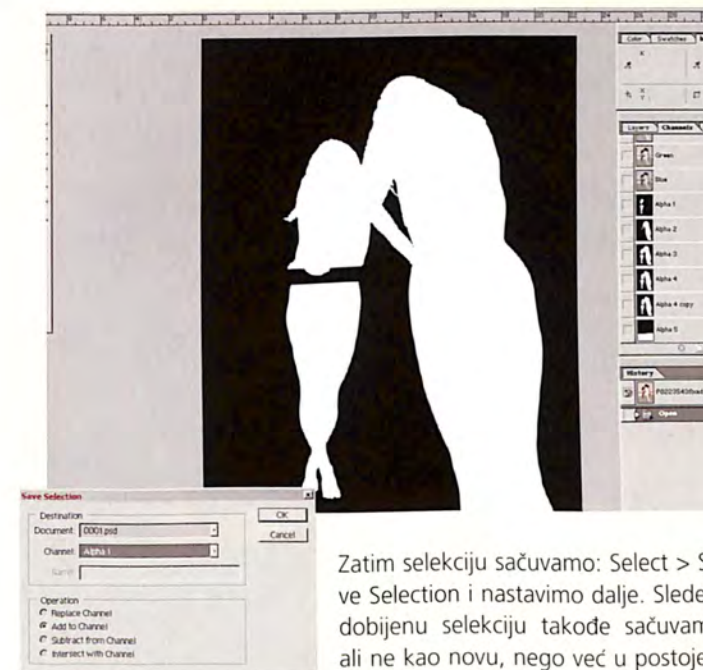 Color Swatches
Layers Channels
Green
Blue
Alpha 1
Alpha 2
Alpha 3
Alpha 4
Alpha 4 copy
Alpha 5
History
Open
Save Selection
Destination
Document: 0001.psd
Channel: Alpha 1
Name:
OK
Cancel
Operation
Replace Channel
Add to Channel
Subtract from Channel
Intersect with Channel
Zatim selekciju sačuvamo: Select > S
ve Selection i nastavimo dalje. Slede
dobijenu selekciju takođe sačuvam
ali ne kao novu, nego već u postoje